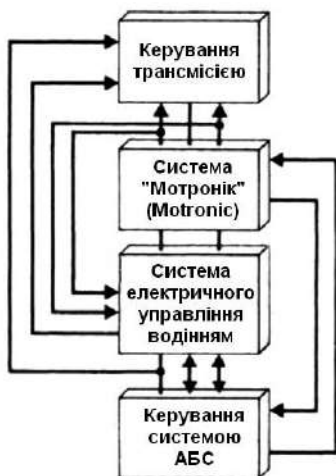 Керування
трансмісією
Система
"Мотронік"
(Motronic)
Система
електричного
управління
водінням
Керування
системою
АБС